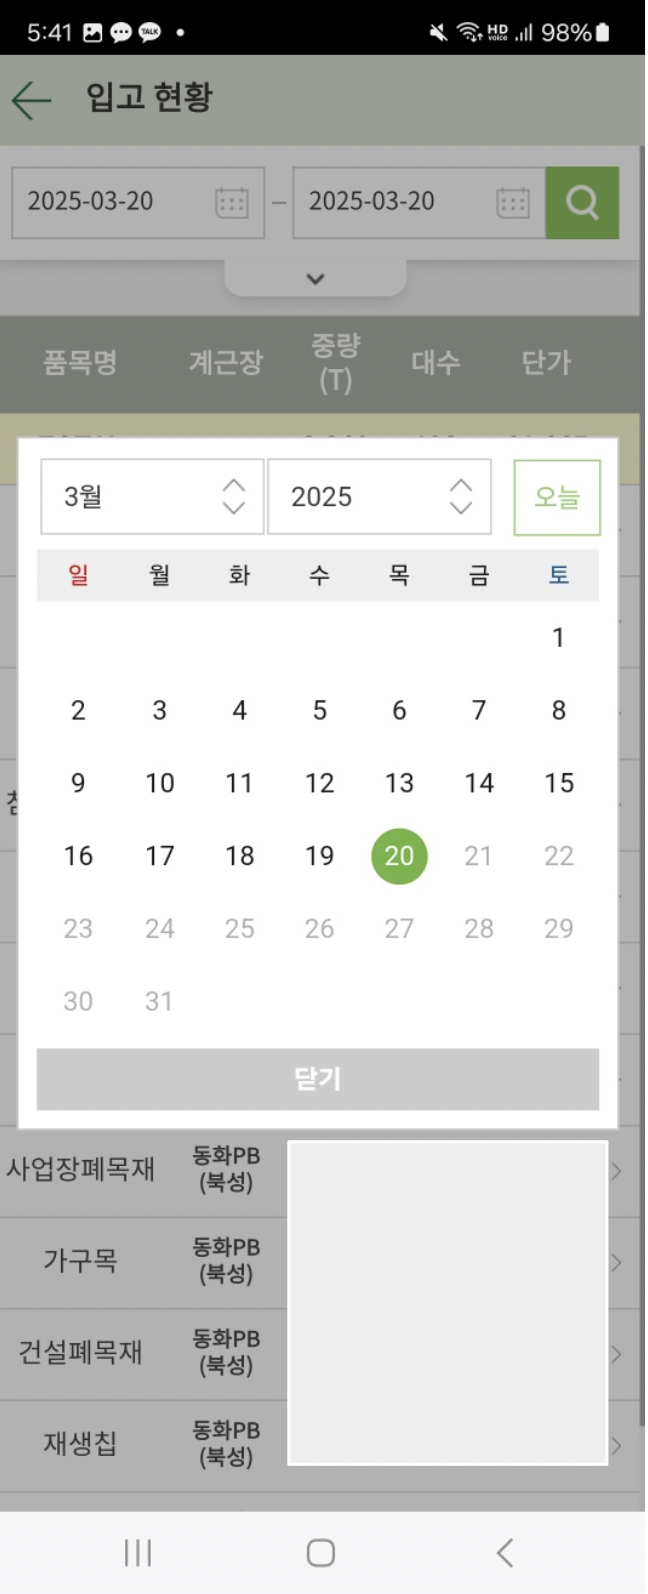 5:41 TALK HD voice 98%
입고 현황
2025-03-20 – 2025-03-20
품목명 계근장 중량 (T) 대수 단가
3월 2025 오늘
일 월 화 수 목 금 토
1
2 3 4 5 6 7 8
9 10 11 12 13 14 15
16 17 18 19 20 21 22
23 24 25 26 27 28 29
30 31
닫기
사업장폐목재 동화PB (북성)
가구목 동화PB (북성)
건설폐목재 동화PB (북성)
재생칩 동화PB (북성)